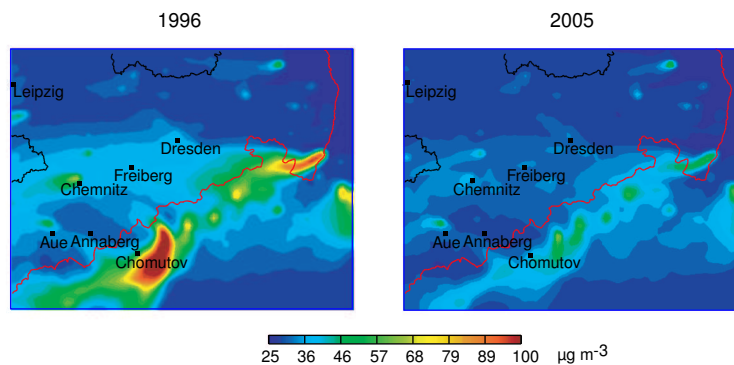 1996
2005
Leipzig
Dresden
Freiberg
Chemnitz
Aue
Annaberg
Chomutov
Leipzig
Dresden
Freiberg
Chemnitz
Aue
Annaberg
Chomutov
25 36 46 57 68 79 89 100 µg m⁻³